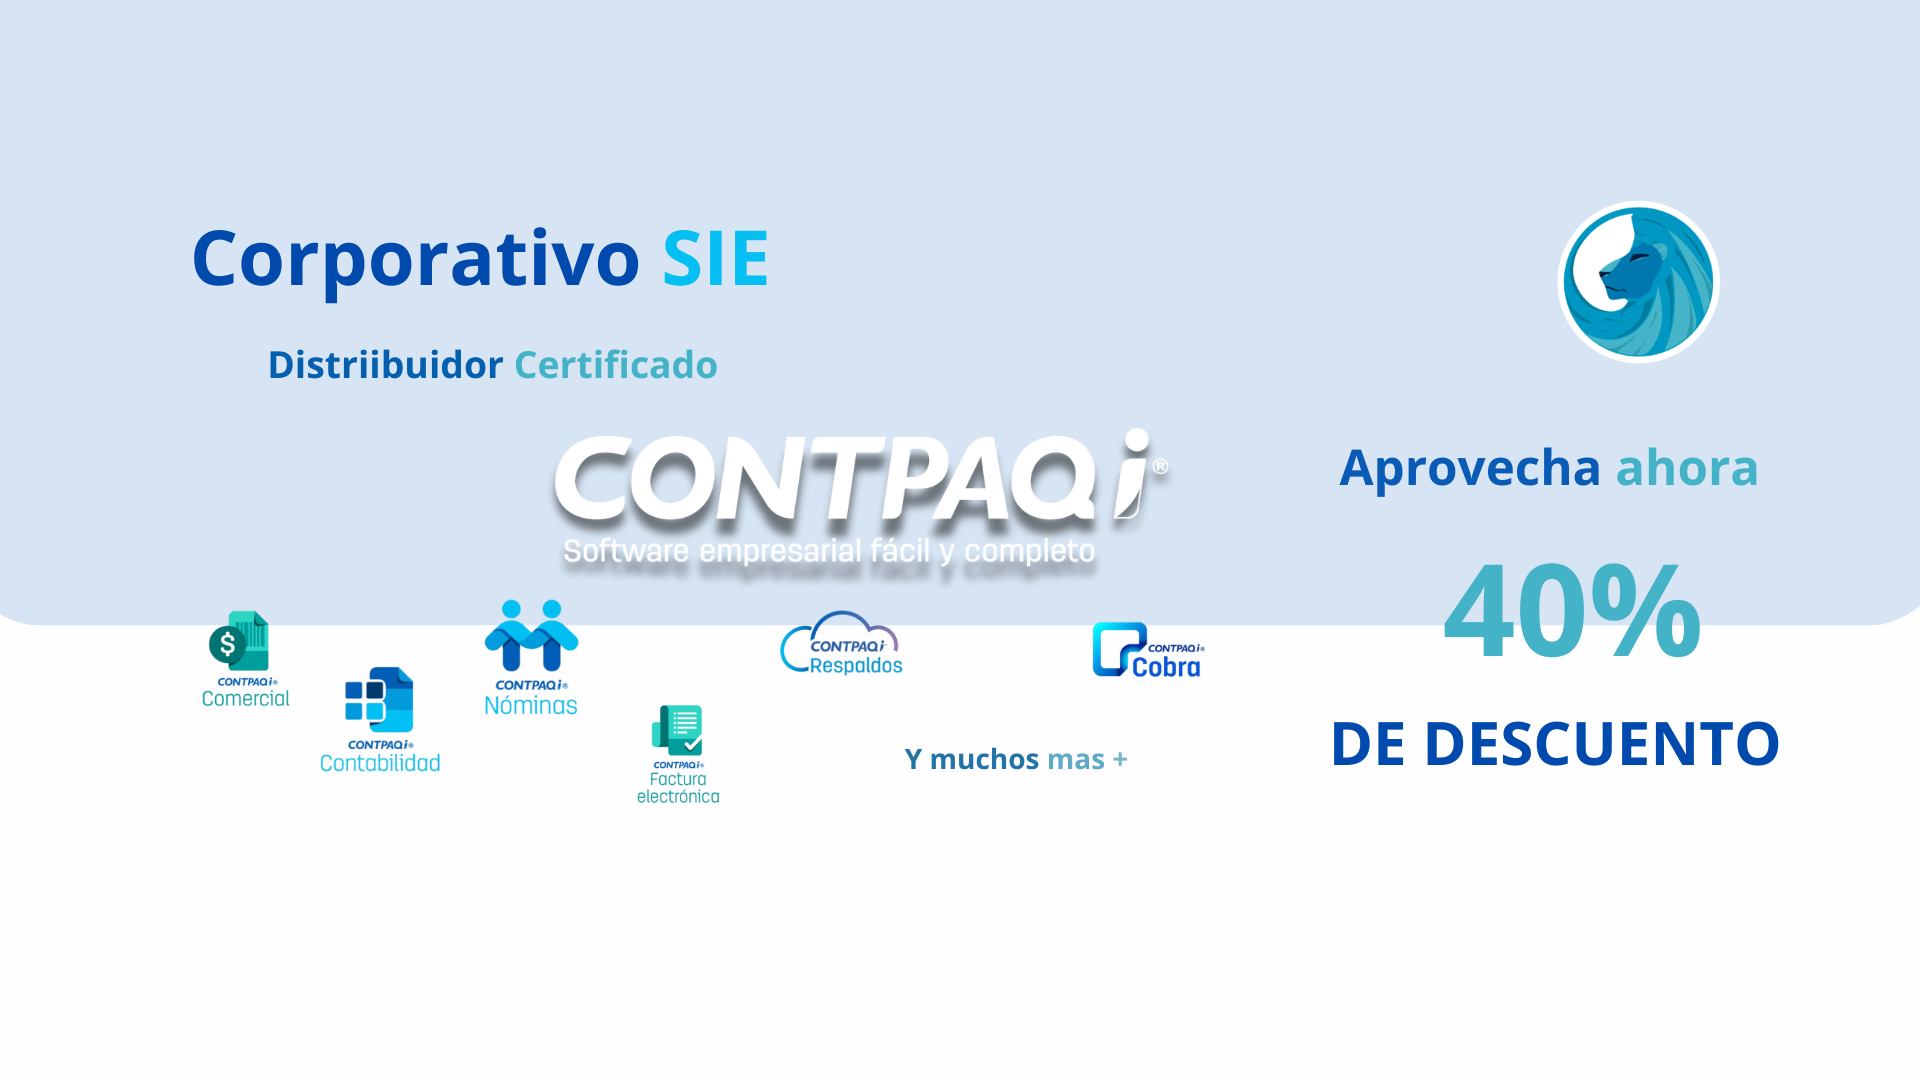 Corporativo SIE
Distriibuidor Certificado
CONTPAQi®
Software empresarial fácil y completo
CONTPAQi®
Comercial
CONTPAQi®
Contabilidad
CONTPAQi®
Nóminas
CONTPAQi®
Factura
electrónica
CONTPAQi
Respaldos
CONTPAQi®
Cobra
Y muchos mas +
Aprovecha ahora
40%
DE DESCUENTO